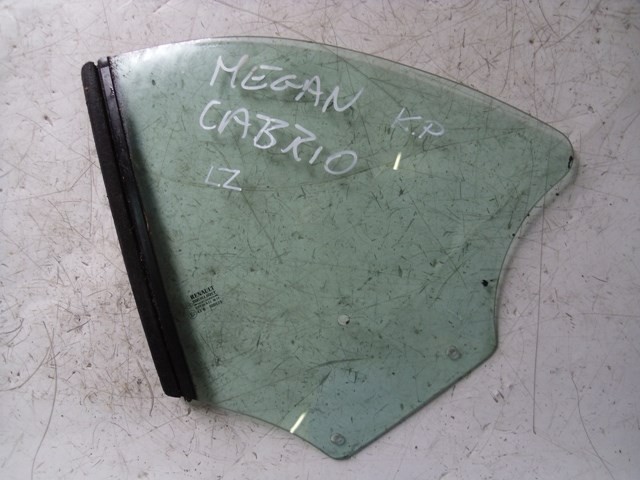 MEGAN K.P
CABRIO
LZ
RENAULT